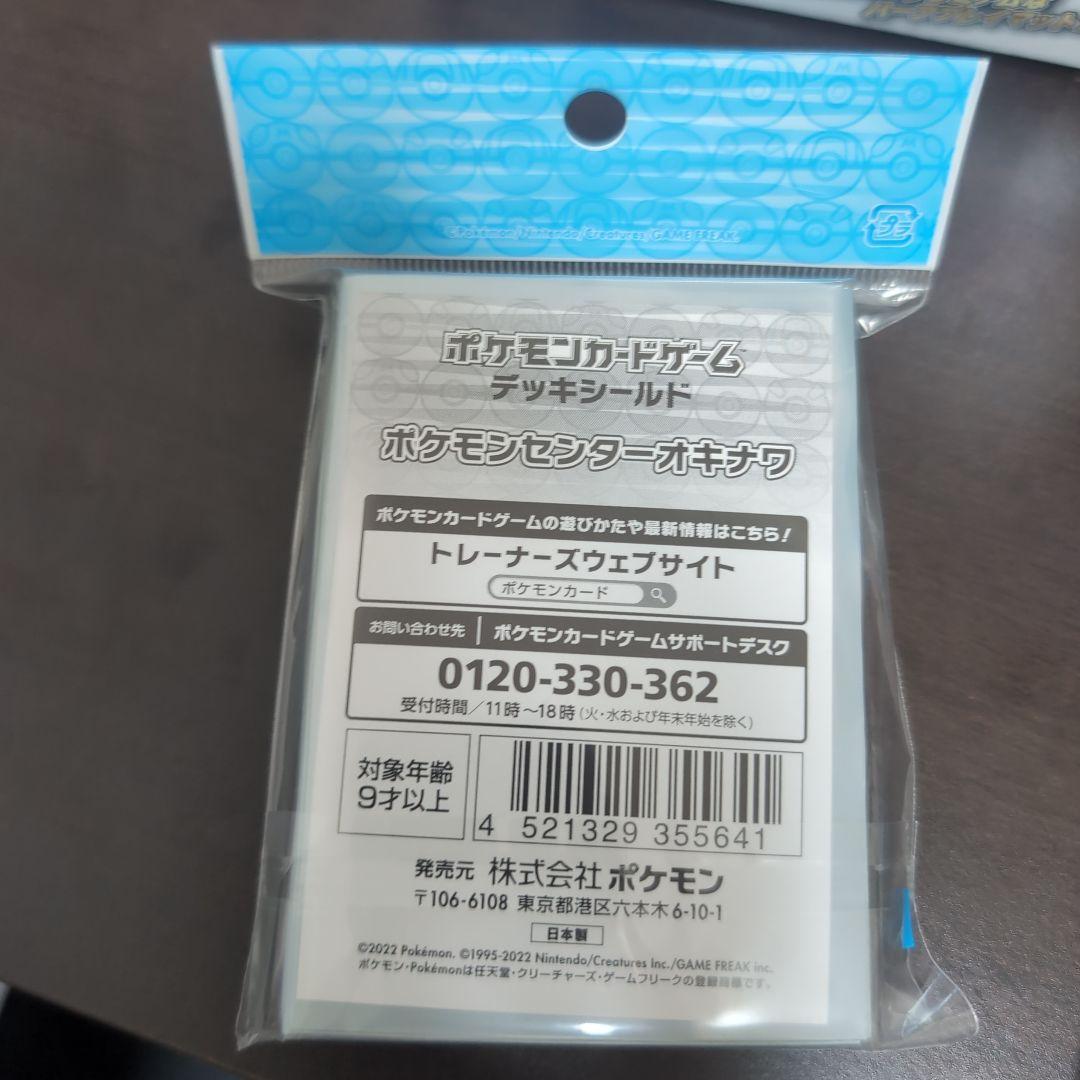 ハードプレイマット
©Pokémon/Nintendo/Creatures/GAME FREAK.
プラ
ポケモンカードゲーム
デッキシールド
ポケモンセンターオキナワ
ポケモンカードゲームの遊びかたや最新情報はこちら!
トレーナーズウェブサイト
ポケモンカード
お問い合わせ先 ポケモンカードゲームサポートデスク
0120-330-362
受付時間/11時〜18時(火・水および年末年始を除く)
対象年齢
9才以上
4 521329 355641
発売元 株式会社 ポケモン
〒106-6108 東京都港区六本木6-10-1
日本製
©2022 Pokémon. ©1995-2022 Nintendo/Creatures Inc./GAME FREAK inc.
ポケモン・Pokémonは任天堂・クリーチャーズ・ゲームフリークの登録商標です。